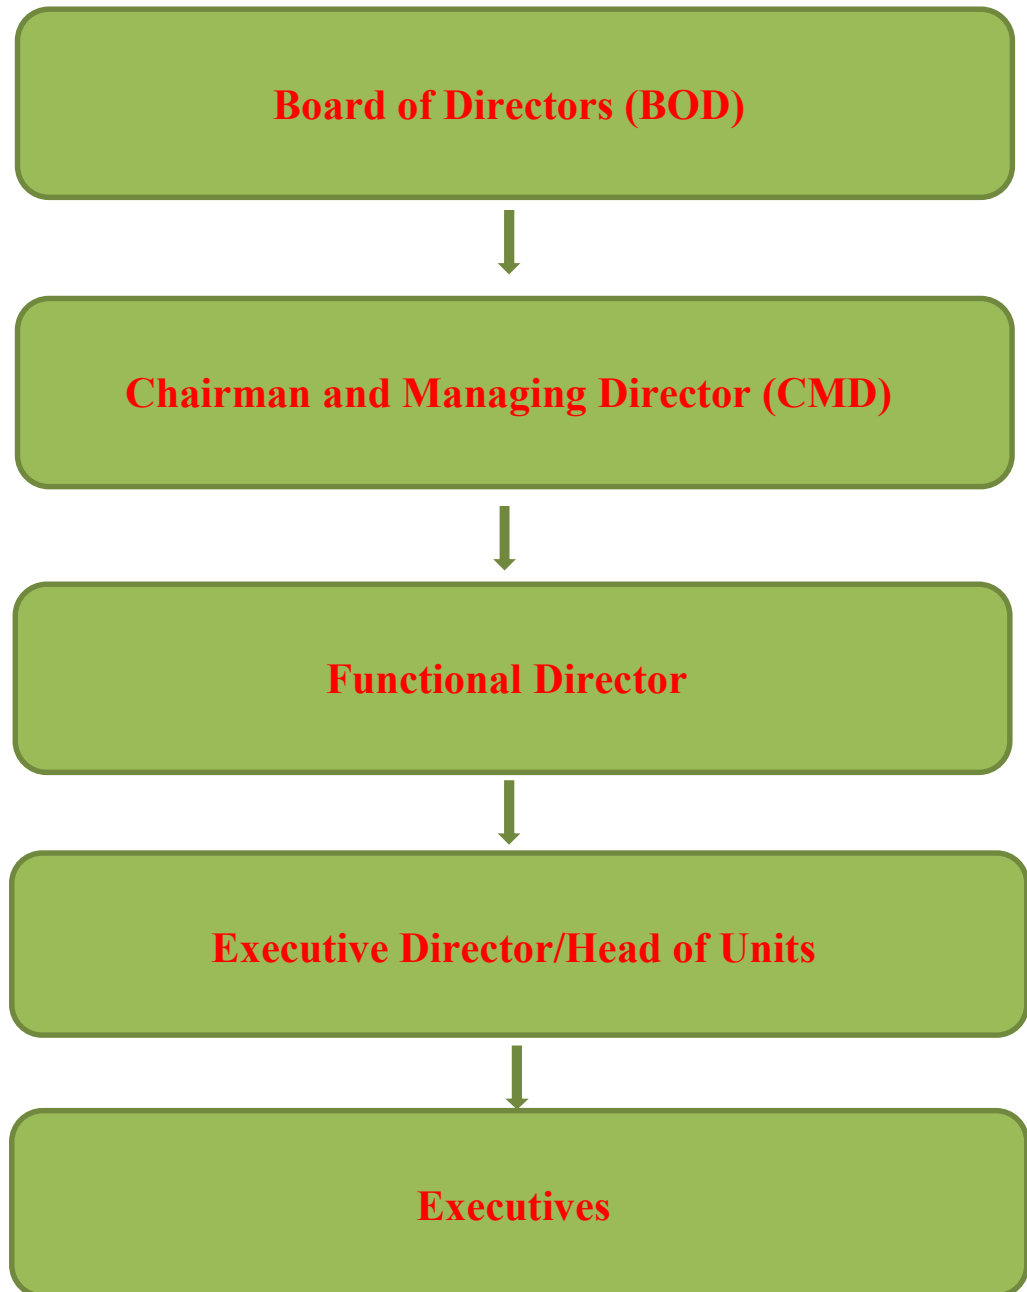 Board of Directors (BOD)
Chairman and Managing Director (CMD)
Functional Director
Executive Director/Head of Units
Executives